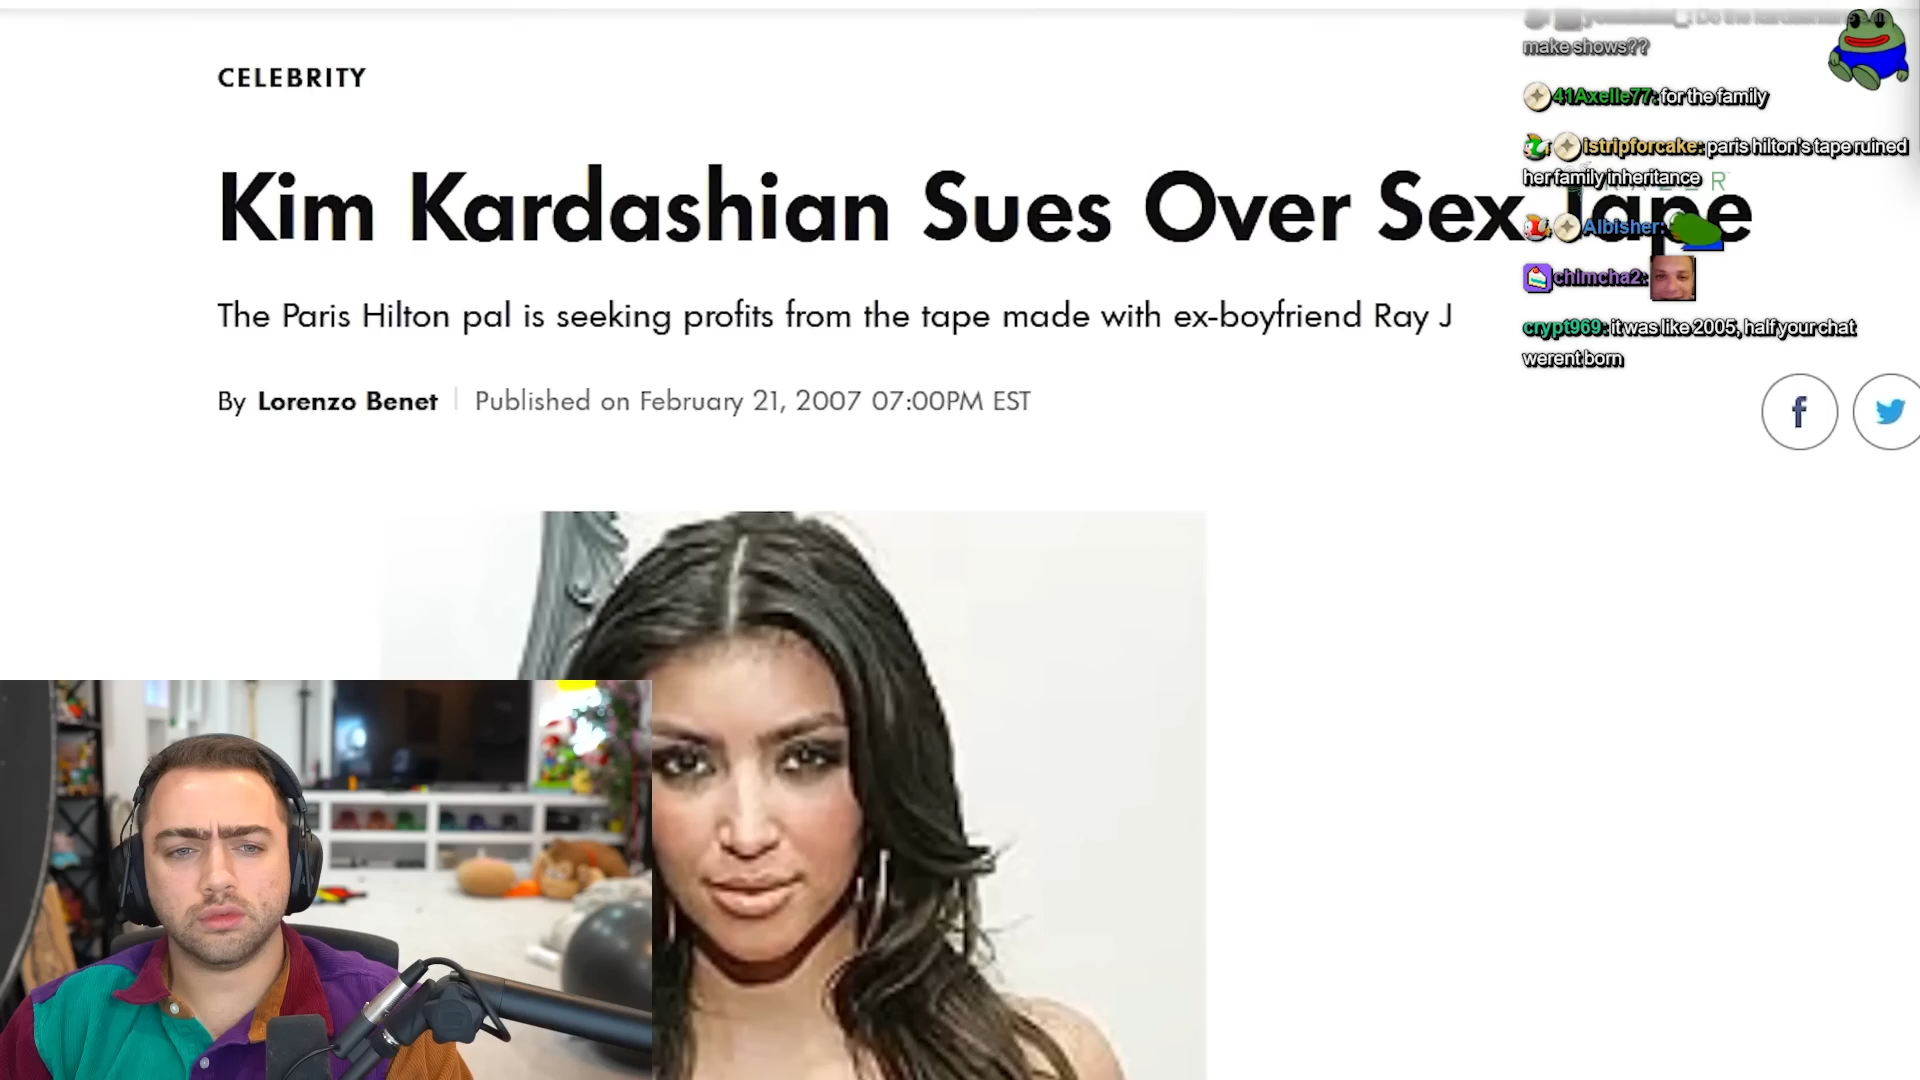 CELEBRITY
Kim Kardashian Sues Over Sex Tape
The Paris Hilton pal is seeking profits from the tape made with ex-boyfriend Ray J
By Lorenzo Benet
Published on February 21, 2007 07:00PM EST
make shows??
41Axelle77: for the family
istripforcake: paris hilton's tape ruined
her family inheritance
Albisher:
chimcha2:
crypt969: it was like 2005, half your chat
werent born